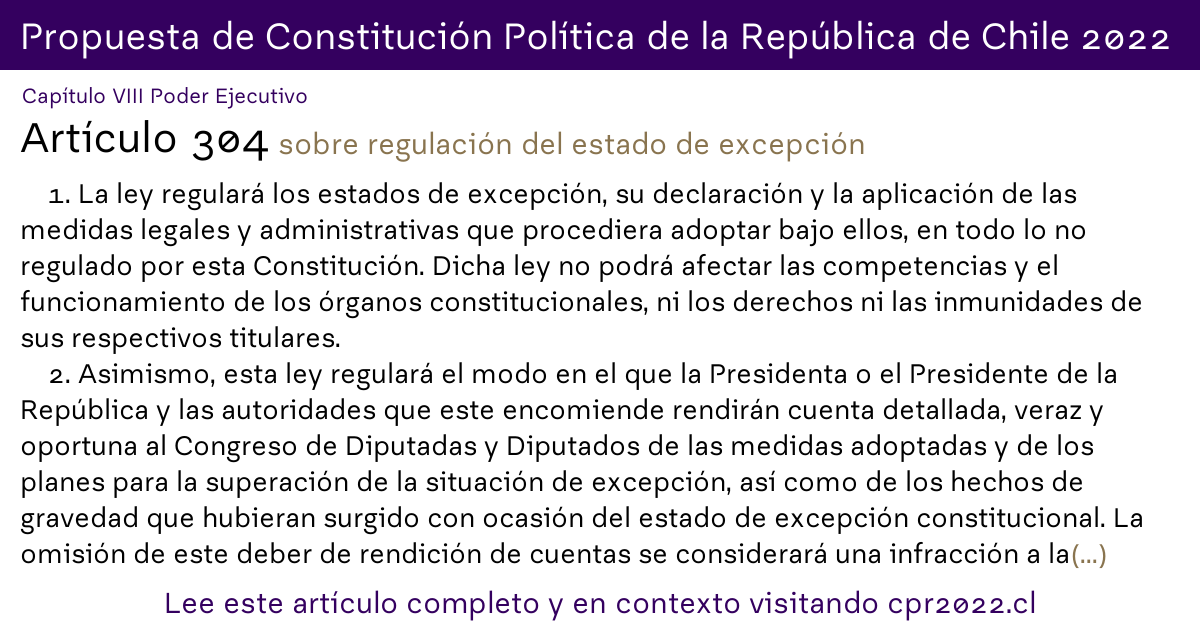 Propuesta de Constitución Política de la República de Chile 2022
Capítulo VIII Poder Ejecutivo
Artículo 304 sobre regulación del estado de excepción
1. La ley regulará los estados de excepción, su declaración y la aplicación de las
medidas legales y administrativas que procediera adoptar bajo ellos, en todo lo no
regulado por esta Constitución. Dicha ley no podrá afectar las competencias y el
funcionamiento de los órganos constitucionales, ni los derechos ni las inmunidades de
sus respectivos titulares.
2. Asimismo, esta ley regulará el modo en el que la Presidenta o el Presidente de la
República y las autoridades que este encomiende rendirán cuenta detallada, veraz y
oportuna al Congreso de Diputadas y Diputados de las medidas adoptadas y de los
planes para la superación de la situación de excepción, así como de los hechos de
gravedad que hubieran surgido con ocasión del estado de excepción constitucional. La
omisión de este deber de rendición de cuentas se considerará una infracción a la(...)
Lee este artículo completo y en contexto visitando cpr2022.cl